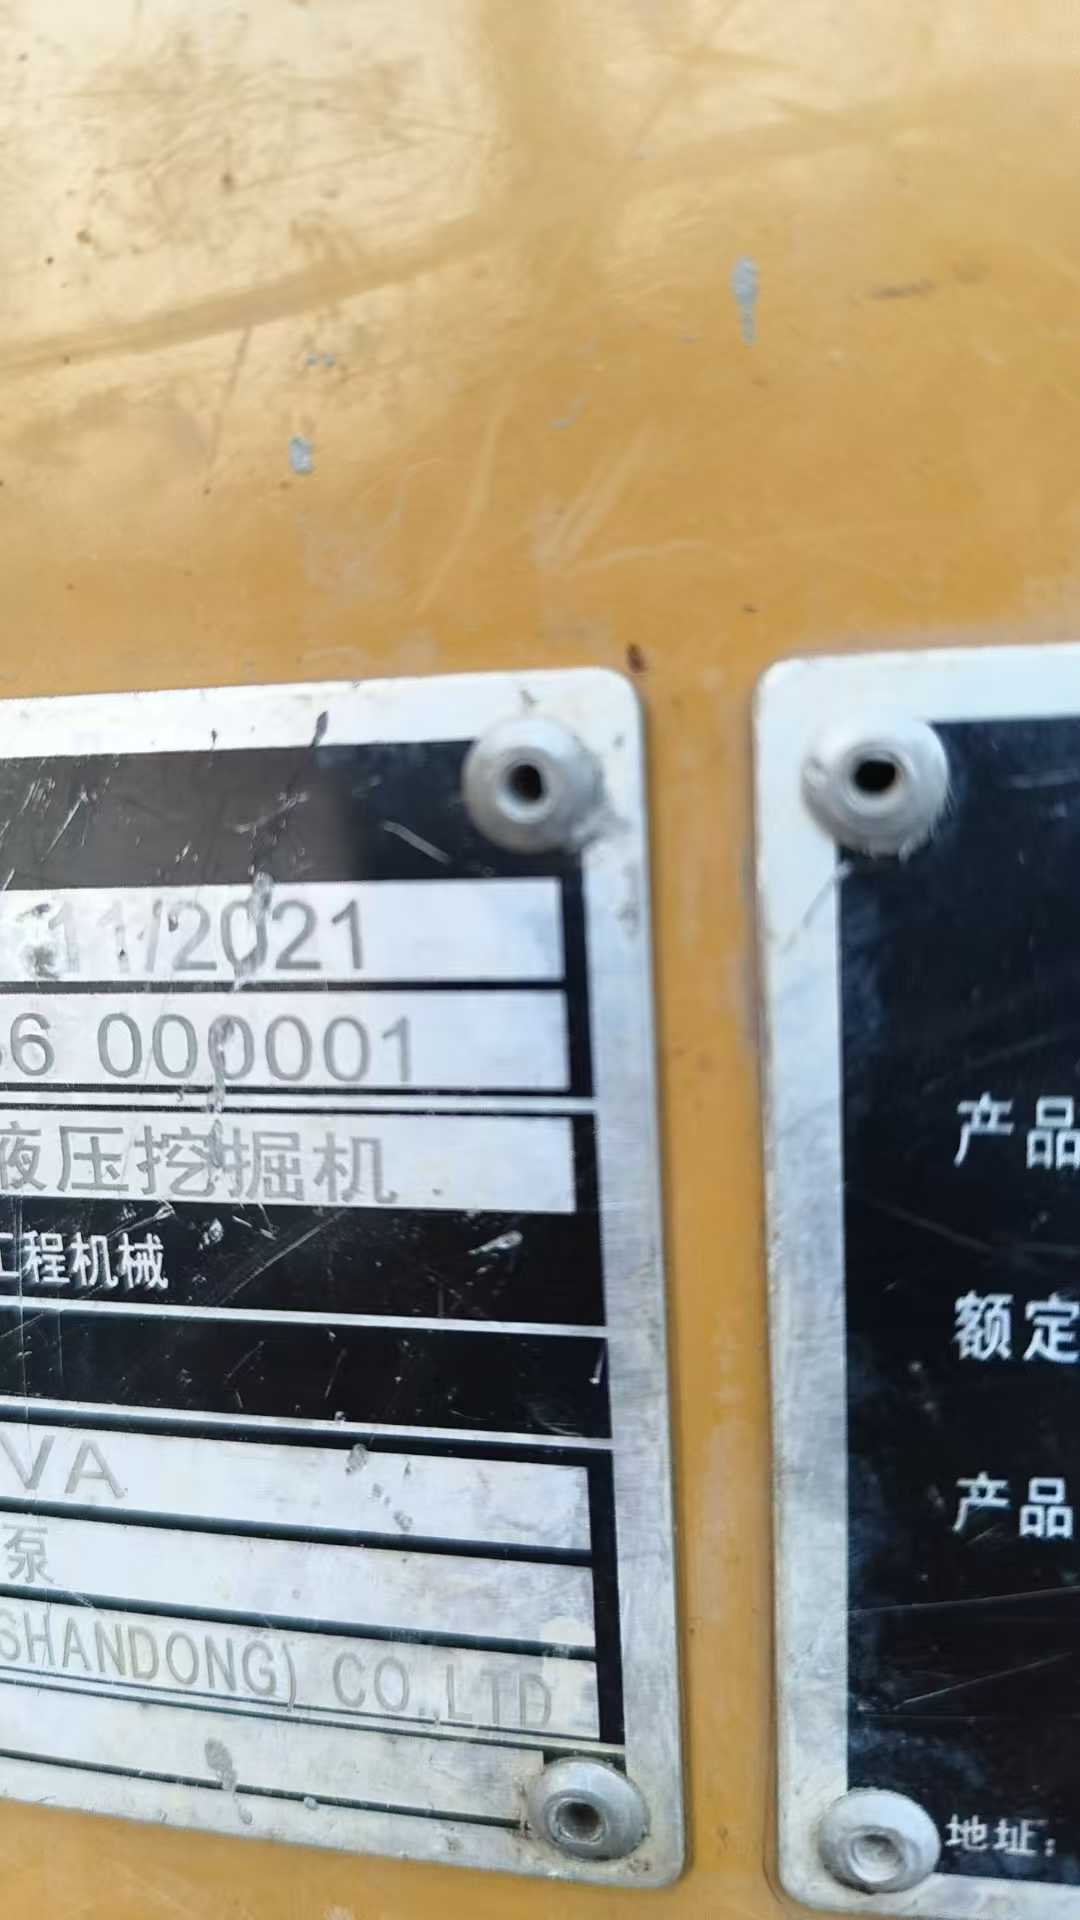 11/2021
6 000001
液压挖掘机
工程机械
VA
泵
SHANDONG) CO.,LTD
产品
额定
产品
地址: